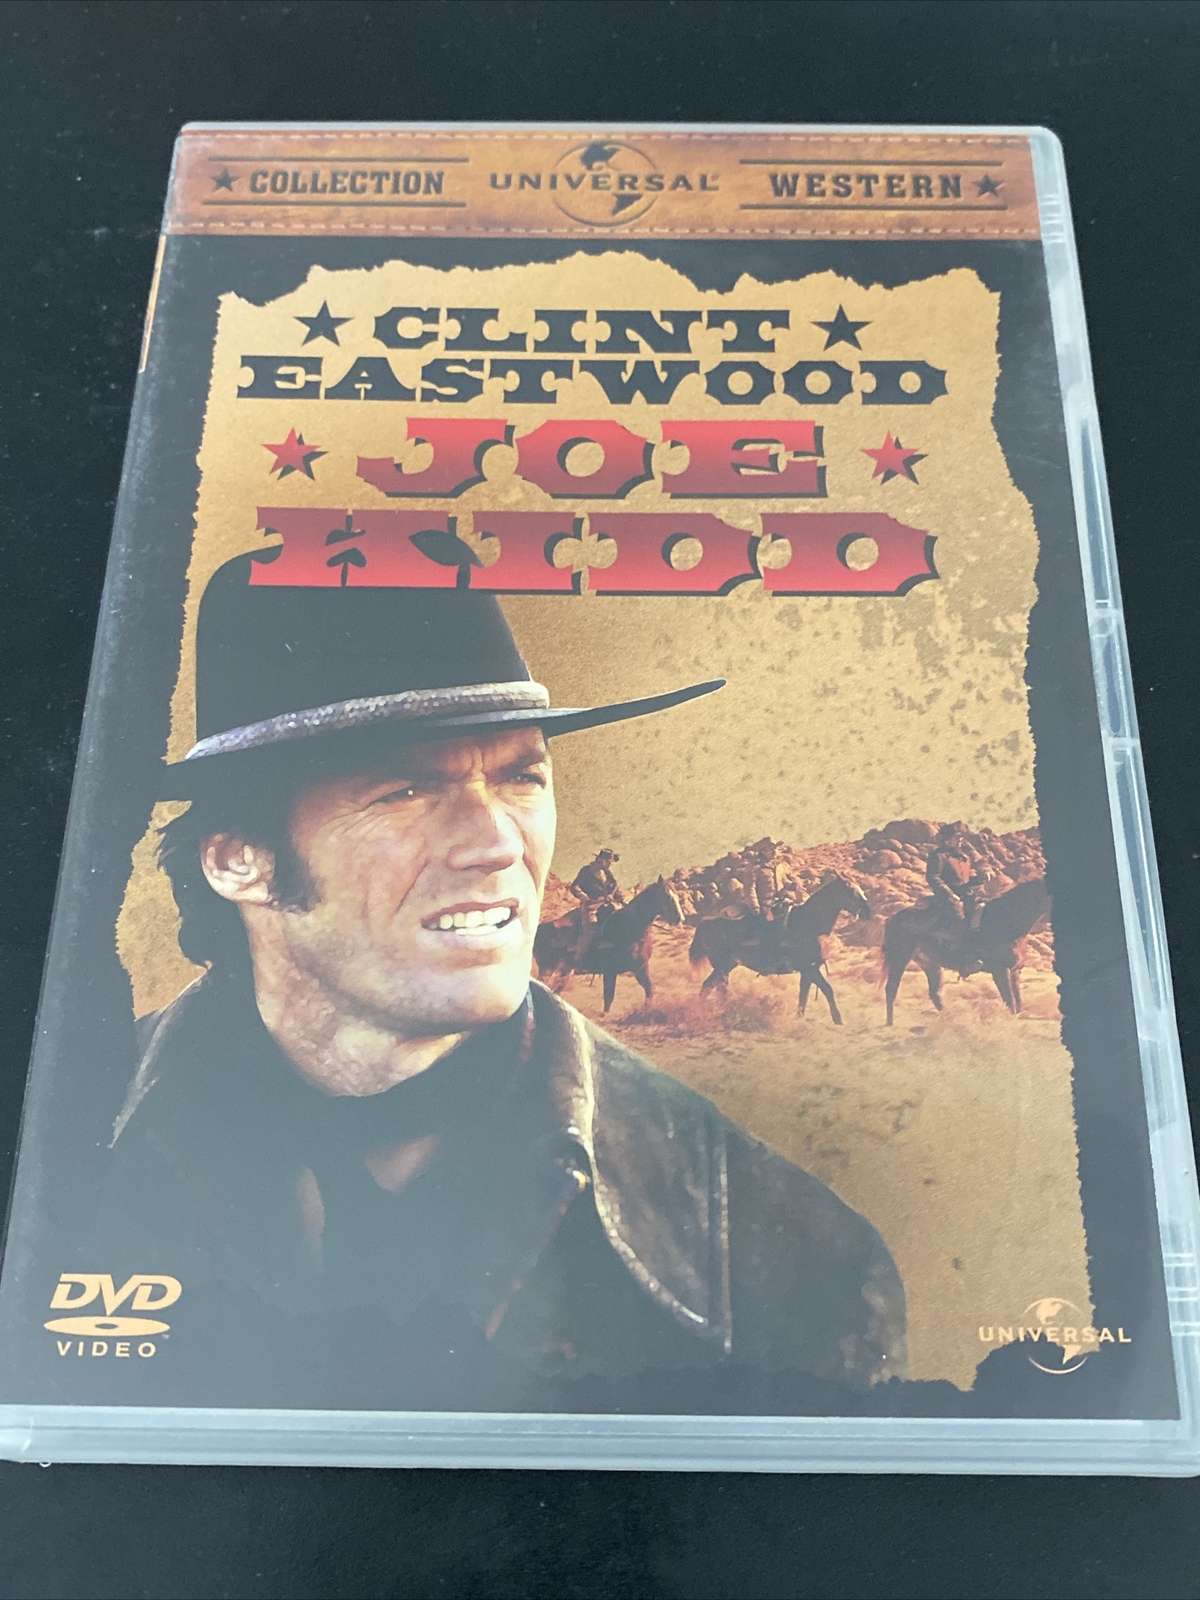 COLLECTION UNIVERSAL WESTERN
CLINT
EASTWOOD
JOE
KIDD
DVD
VIDEO
UNIVERSAL